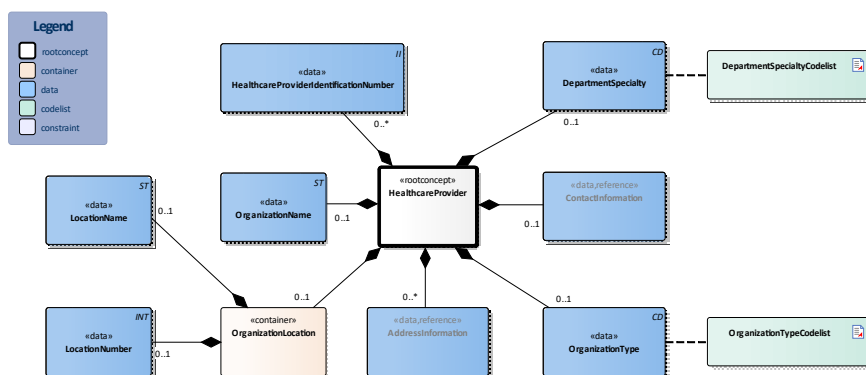 Legend
rootconcept
container
data
codelist
constraint
II
«data»
HealthcareProviderIdentificationNumber
0..*
CD
«data»
DepartmentSpecialty
0..1
DepartmentSpecialtyCodelist
«rootconcept»
HealthcareProvider
ST
«data»
LocationName
0..1
ST
«data»
OrganizationName
0..1
«data,reference»
ContactInformation
0..1
0..1
0..*
0..1
INT
«data»
LocationNumber
0..1
«container»
OrganizationLocation
«data,reference»
AddressInformation
CD
«data»
OrganizationType
OrganizationTypeCodelist